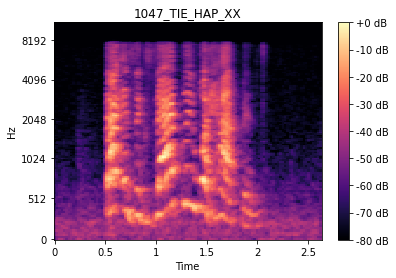 1047_TIE_HAP_XX
+0 dB
8192
-10 dB
4096
-20 dB
-30 dB
2048
Hz
-40 dB
1024
-50 dB
512
-60 dB
-70 dB
0
-80 dB
0
0.5
1
1.5
2
2.5
Time